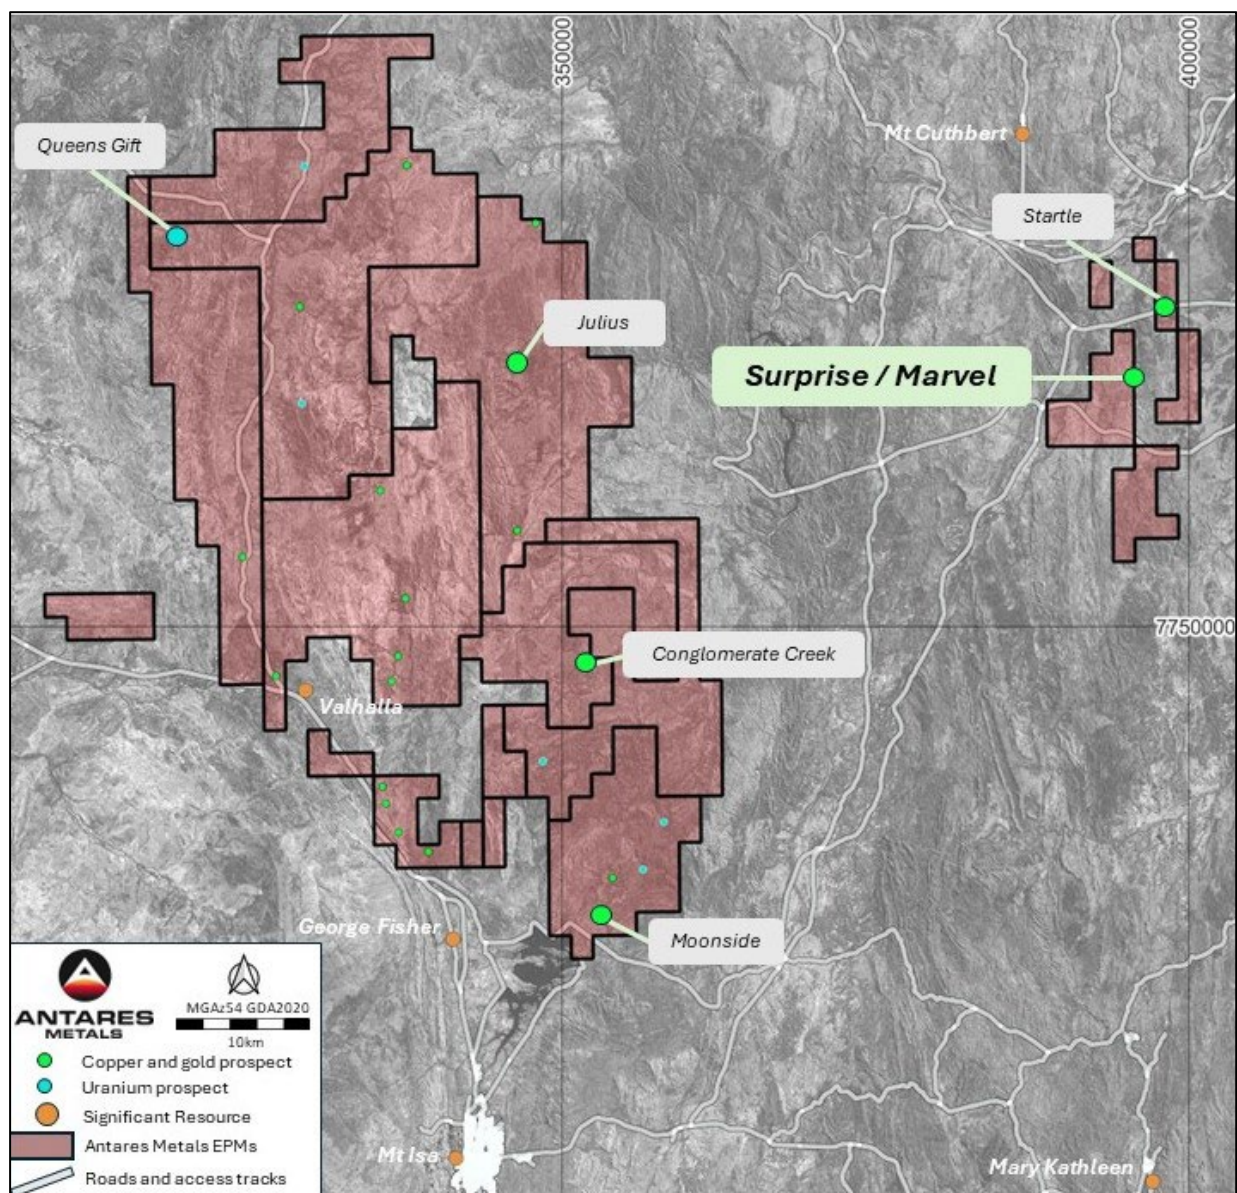 350000
400000
Mt Cuthbert
Queens Gift
Startle
Julius
Surprise / Marvel
7750000
Conglomerate Creek
Valhalla
George Fisher
Moonside
ANTARES
METALS
MGAz54 GDA2020
10km
Copper and gold prospect
Uranium prospect
Significant Resource
Antares Metals EPMs
Roads and access tracks
Mt Isa
Mary Kathleen